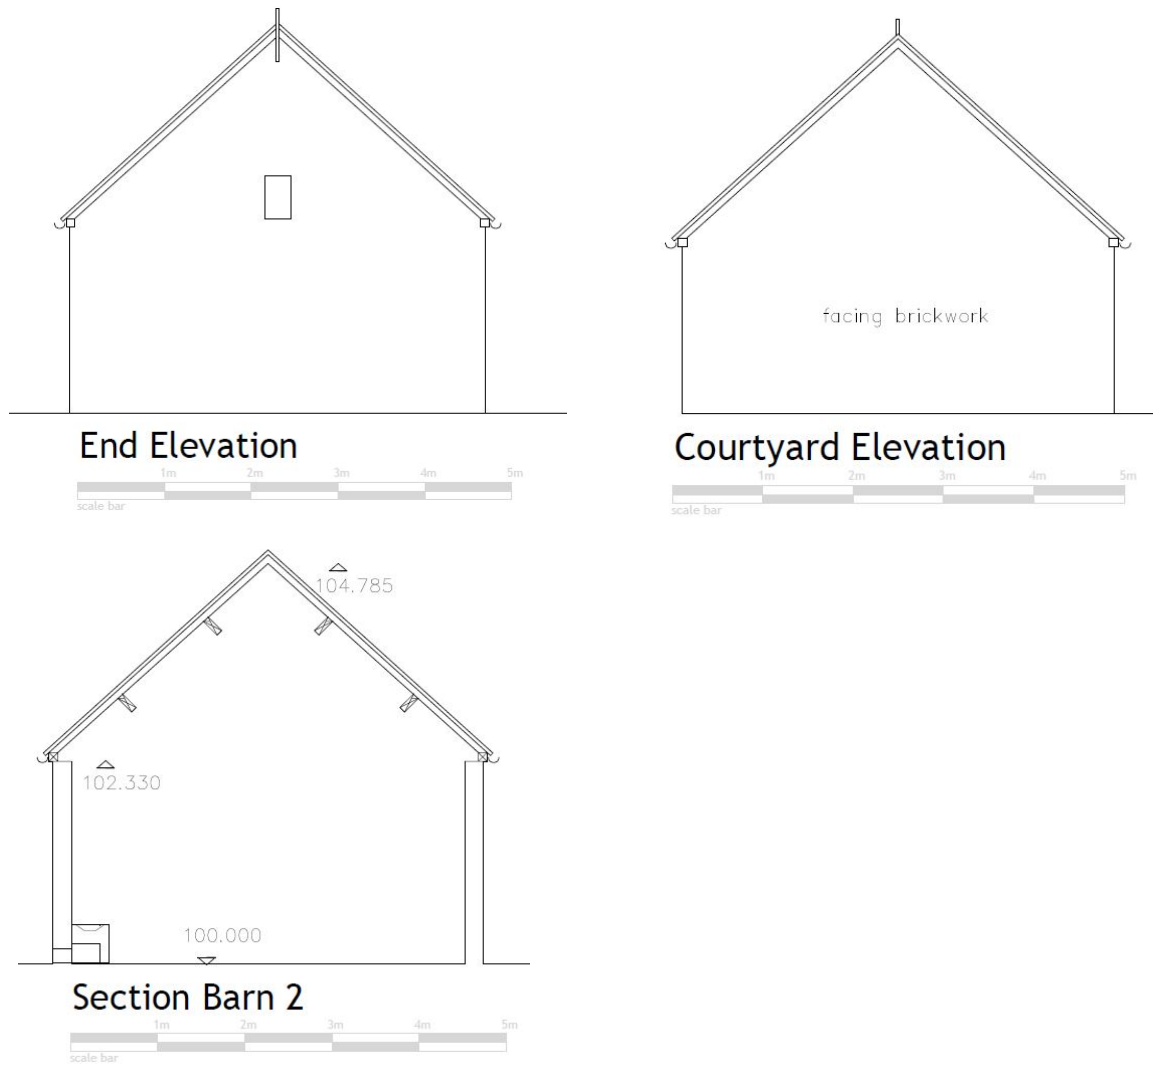 facing brickwork
End Elevation
1m 2m 3m 4m 5m
scale bar
Courtyard Elevation
1m 2m 3m 4m 5m
scale bar
104.785
102.330
100.000
Section Barn 2
1m 2m 3m 4m 5m
scale bar